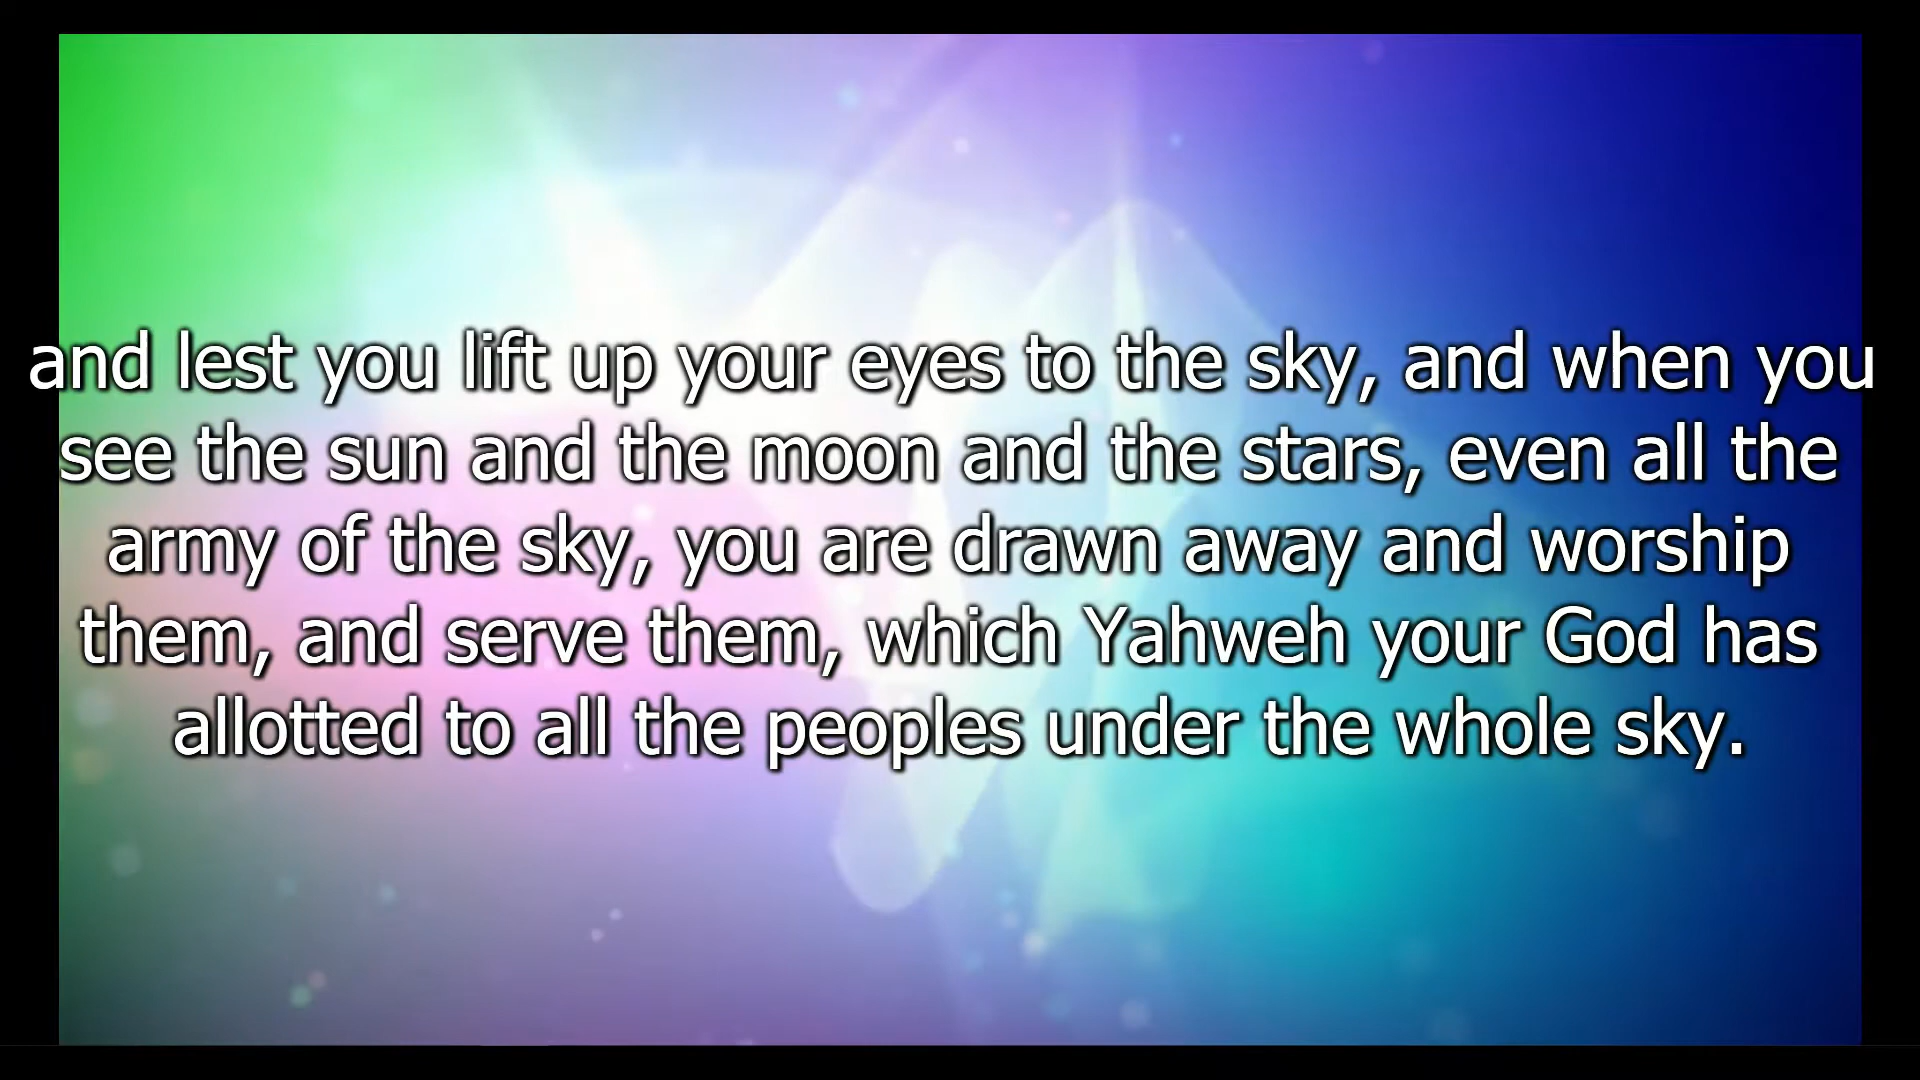 and lest you lift up your eyes to the sky, and when you
see the sun and the moon and the stars, even all the
army of the sky, you are drawn away and worship
them, and serve them, which Yahweh your God has
allotted to all the peoples under the whole sky.